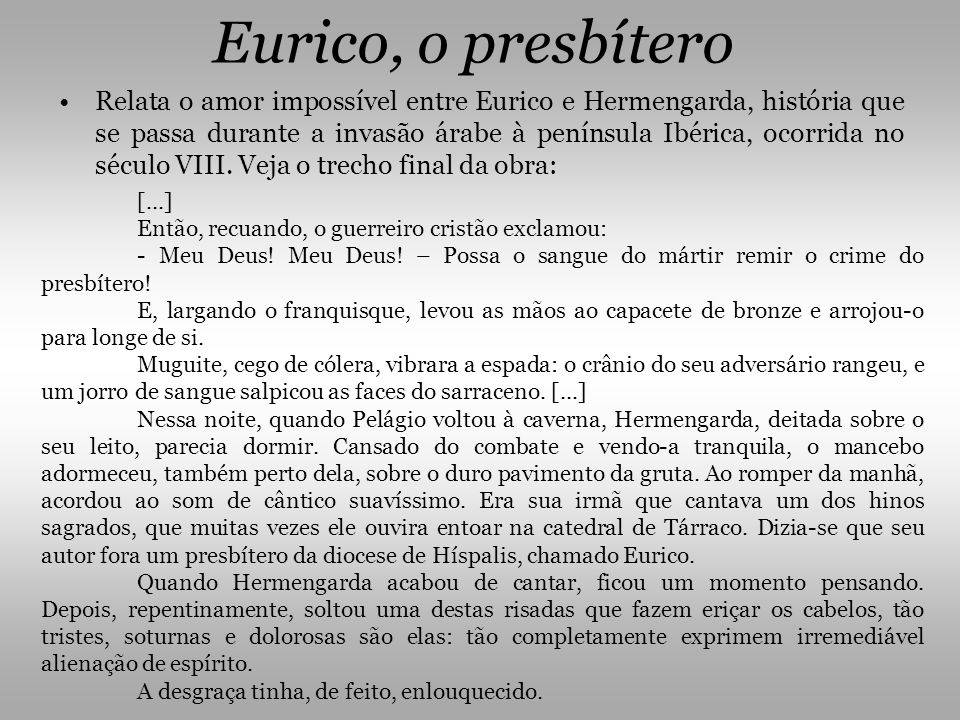 Eurico, o presbítero
• Relata o amor impossível entre Eurico e Hermengarda, história que
se passa durante a invasão árabe à península Ibérica, ocorrida no
século VIII. Veja o trecho final da obra:
[...]
Então, recuando, o guerreiro cristão exclamou:
- Meu Deus! Meu Deus! – Possa o sangue do mártir remir o crime do
presbítero!
E, largando o franquisque, levou as mãos ao capacete de bronze e arrojou-o
para longe de si.
Muguite, cego de cólera, vibrara a espada: o crânio do seu adversário rangeu, e
um jorro de sangue salpicou as faces do sarraceno. [...]
Nessa noite, quando Pelágio voltou à caverna, Hermengarda, deitada sobre o
seu leito, parecia dormir. Cansado do combate e vendo-a tranquila, o mancebo
adormeceu, também perto dela, sobre o duro pavimento da gruta. Ao romper da manhã,
acordou ao som de cântico suavíssimo. Era sua irmã que cantava um dos hinos
sagrados, que muitas vezes ele ouvira entoar na catedral de Tárraco. Dizia-se que seu
autor fora um presbítero da diocese de Híspalis, chamado Eurico.
Quando Hermengarda acabou de cantar, ficou um momento pensando.
Depois, repentinamente, soltou uma destas risadas que fazem eriçar os cabelos, tão
tristes, soturnas e dolorosas são elas: tão completamente exprimem irremediável
alienação de espírito.
A desgraça tinha, de feito, enlouquecido.